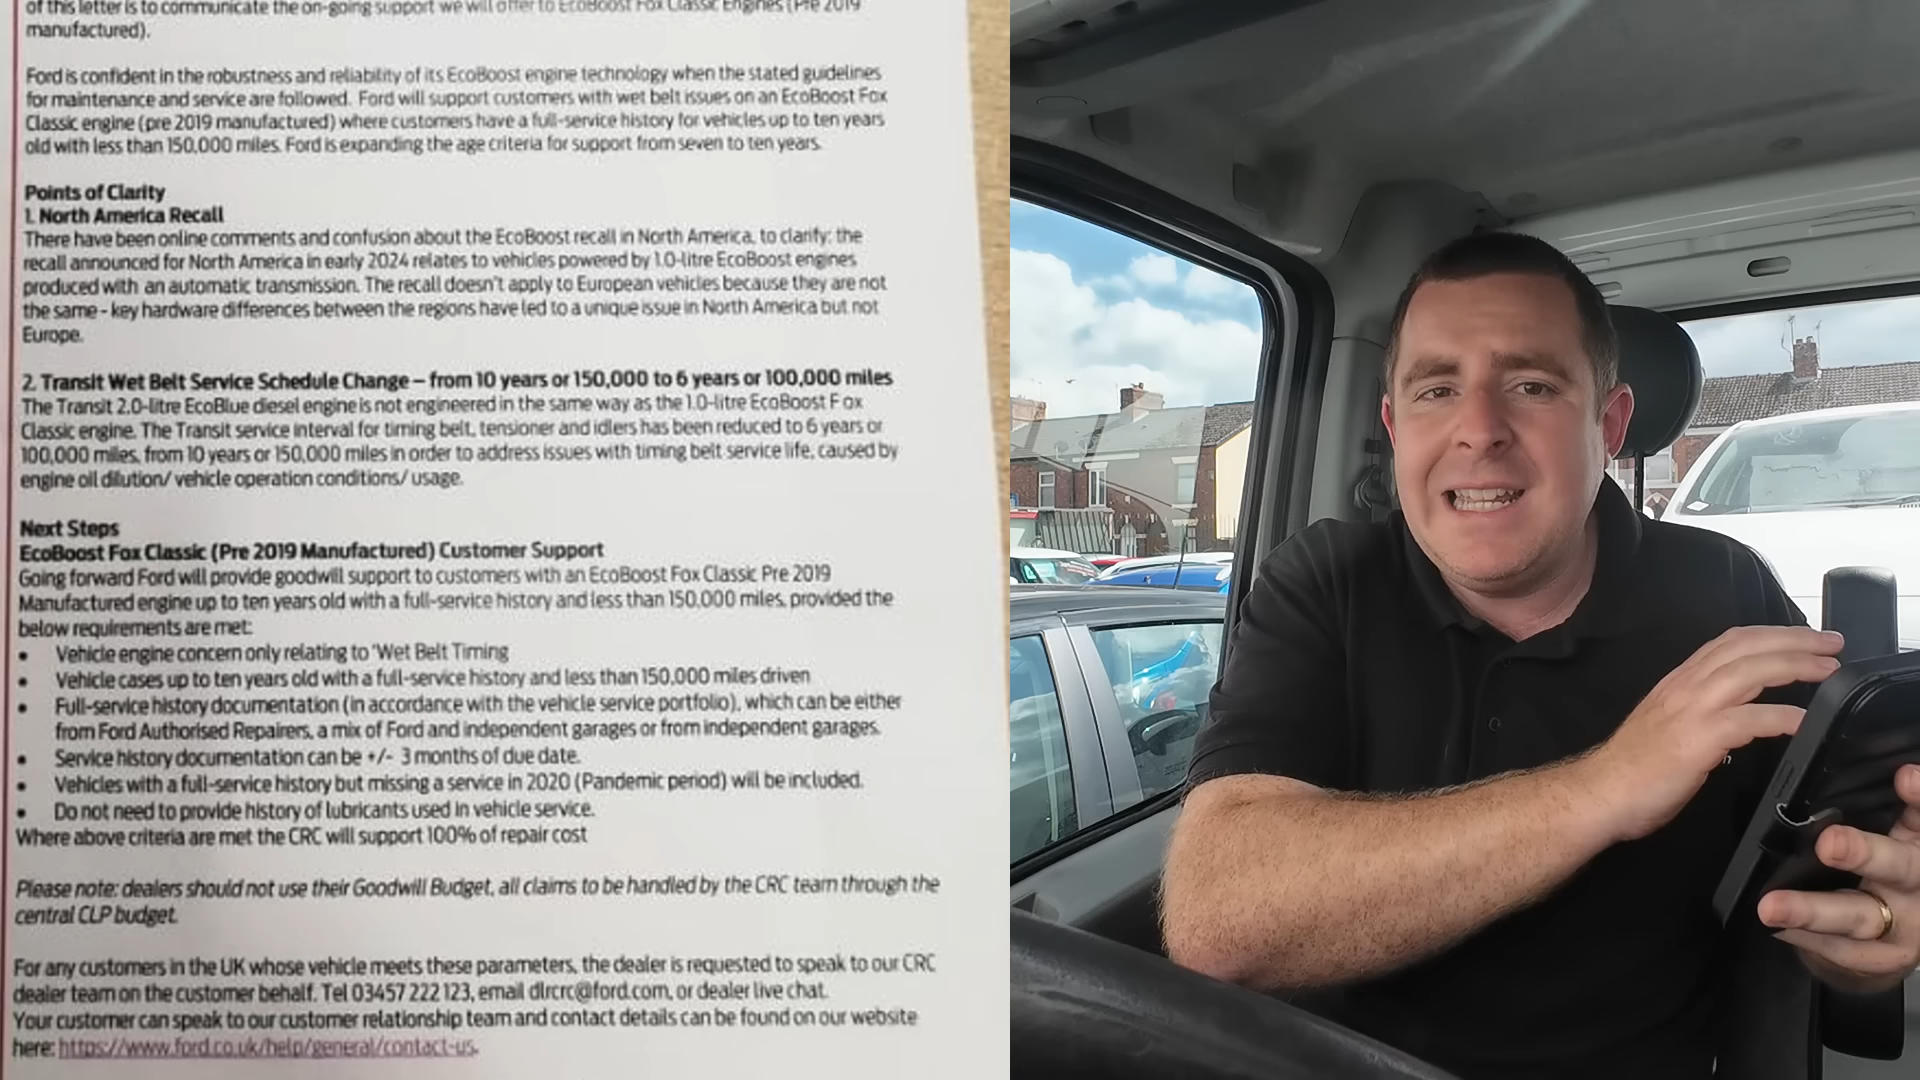 of this letter is to communicate the on-going support we will offer to EcoBoost Fox Classic Engines (Pre 2019
manufactured).
Ford is confident in the robustness and reliability of its EcoBoost engine technology when the stated guidelines
for maintenance and service are followed. Ford will support customers with wet belt issues on an EcoBoost Fox
Classic engine (pre 2019 manufactured) where customers have a full-service history for vehicles up to ten years
old with less than 150,000 miles. Ford is expanding the age criteria for support from seven to ten years.
Points of Clarity
1. North America Recall
There have been online comments and confusion about the EcoBoost recall in North America, to clarify: the
recall announced for North America in early 2024 relates to vehicles powered by 1.0-litre EcoBoost engines
produced with an automatic transmission. The recall doesn't apply to European vehicles because they are not
the same - key hardware differences between the regions have led to a unique issue in North America but not
Europe.
2. Transit Wet Belt Service Schedule Change – from 10 years or 150,000 to 6 years or 100,000 miles
The Transit 2.0-litre EcoBlue diesel engine is not engineered in the same way as the 1.0-litre EcoBoost F ox
Classic engine. The Transit service interval for timing belt, tensioner and idlers has been reduced to 6 years or
100,000 miles, from 10 years or 150,000 miles in order to address issues with timing belt service life, caused by
engine oil dilution/ vehicle operation conditions/ usage.
Next Steps
EcoBoost Fox Classic (Pre 2019 Manufactured) Customer Support
Going forward Ford will provide goodwill support to customers with an EcoBoost Fox Classic Pre 2019
Manufactured engine up to ten years old with a full-service history and less than 150,000 miles, provided the
below requirements are met:
• Vehicle engine concern only relating to 'Wet Belt Timing
• Vehicle cases up to ten years old with a full-service history and less than 150,000 miles driven
• Full-service history documentation (in accordance with the vehicle service portfolio), which can be either
from Ford Authorised Repairers, a mix of Ford and independent garages or from independent garages.
• Service history documentation can be +/- 3 months of due date.
• Vehicles with a full-service history but missing a service in 2020 (Pandemic period) will be included.
• Do not need to provide history of lubricants used in vehicle service.
Where above criteria are met the CRC will support 100% of repair cost
Please note: dealers should not use their Goodwill Budget, all claims to be handled by the CRC team through the
central CLP budget.
For any customers in the UK whose vehicle meets these parameters, the dealer is requested to speak to our CRC
dealer team on the customer behalf. Tel 03457 222 123, email dlrcrc@ford.com, or dealer live chat.
Your customer can speak to our customer relationship team and contact details can be found on our website
here: https://www.ford.co.uk/help/general/contact-us.